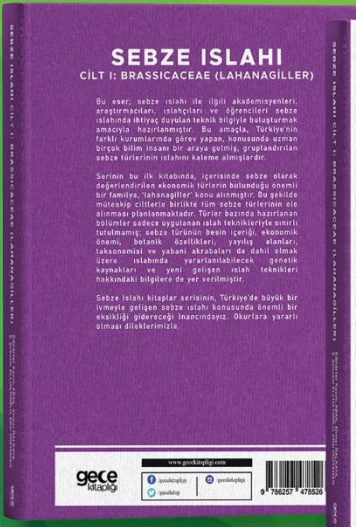 SEBZE ISLAHI
CİLT I: BRASSICACEAE (LAHANAGİLLER)
Bu eser; sebze ıslahı ile ilgili akademisyenleri,
araştırmacıları, ıslahçıları ve öğrencileri sebze
ıslahında ihtiyaç duyulan teknik bilgiyle buluşturmak
amacıyla hazırlanmıştır. Bu amaçla, Türkiye'nin
farklı kurumlarında görev yapan, konusunda uzman
birçok bilim insanı bir araya gelmiş, gruplandırılan
sebze türlerinin ıslahını kaleme almışlardır.
Serinin bu ilk kitabında, içerisinde sebze olarak
değerlendirilen ekonomik türlerin bulunduğu önemli
bir familya, 'lahanagiller' konu alınmıştır. Bu şekilde
müteakip ciltlerle birlikte tüm sebze türlerinin ele
alınması planlanmaktadır. Türler bazında hazırlanan
bölümler sadece uygulanan ıslah teknikleriyle sınırlı
tutulmamış; sebze türünün besin içeriği, ekonomik
önemi, botanik özellikleri, yayılış alanları,
taksonomisi ve yabani akrabaları da dahil olmak
üzere ıslahında yararlanılabilecek genetik
kaynakları ve yeni gelişen ıslah teknikleri
hakkındaki bilgilere de yer verilmiştir.
Sebze Islahı kitaplar serisinin, Türkiye'de büyük bir
ivmeyle gelişen sebze ıslahı konusunda önemli bir
eksikliği gidereceği inancındayız. Okurlara yararlı
olması dileklerimizle.
SEBZE ISLAHI CİLT I: BRASSICACEAE (LAHANAGİLLER)
gece
kitaplığı
www.gecekitapligi.com
/gecekitapligi
/gecekitapligi
/gecekitap
9 786257 478526